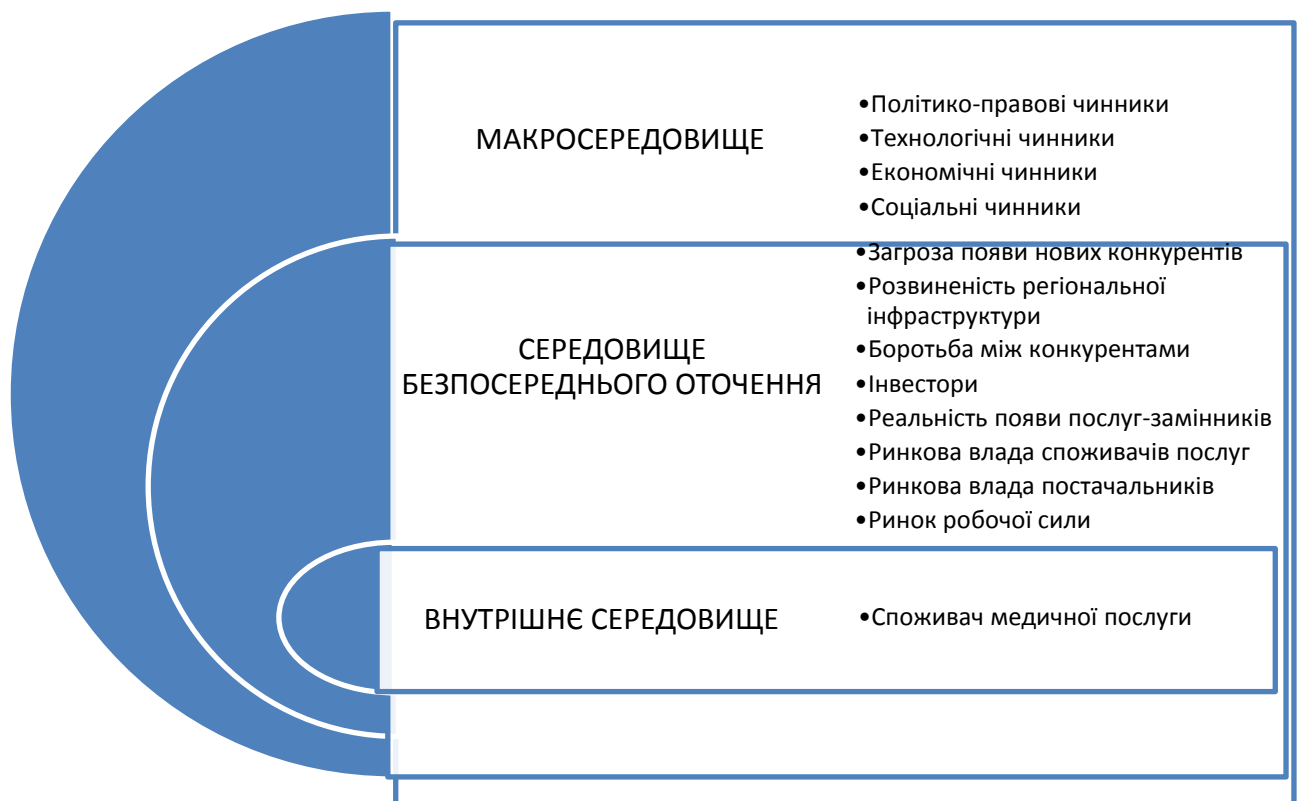 МАКРОСЕРЕДОВИЩЕ
•Політико-правові чинники
•Технологічні чинники
•Економічні чинники
•Соціальні чинники
СЕРЕДОВИЩЕ
БЕЗПОСЕРЕДНЬОГО ОТОЧЕННЯ
•Загроза появи нових конкурентів
•Розвиненість регіональної
інфраструктури
•Боротьба між конкурентами
•Інвестори
•Реальність появи послуг-замінників
•Ринкова влада споживачів послуг
•Ринкова влада постачальників
•Ринок робочої сили
ВНУТРІШНЄ СЕРЕДОВИЩЕ
•Споживач медичної послуги